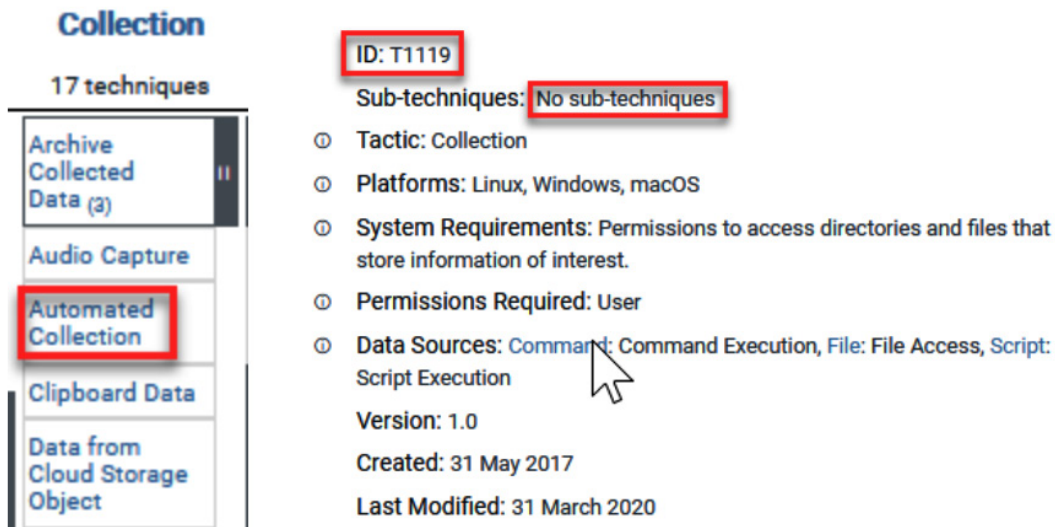 Collection
17 techniques
Archive
Collected
Data (3)
Audio Capture
Automated
Collection
Clipboard Data
Data from
Cloud Storage
Object
ID: T1119
Sub-techniques: No sub-techniques
Tactic: Collection
Platforms: Linux, Windows, macOS
System Requirements: Permissions to access directories and files that
store information of interest.
Permissions Required: User
Data Sources: Command: Command Execution, File: File Access, Script:
Script Execution
Version: 1.0
Created: 31 May 2017
Last Modified: 31 March 2020